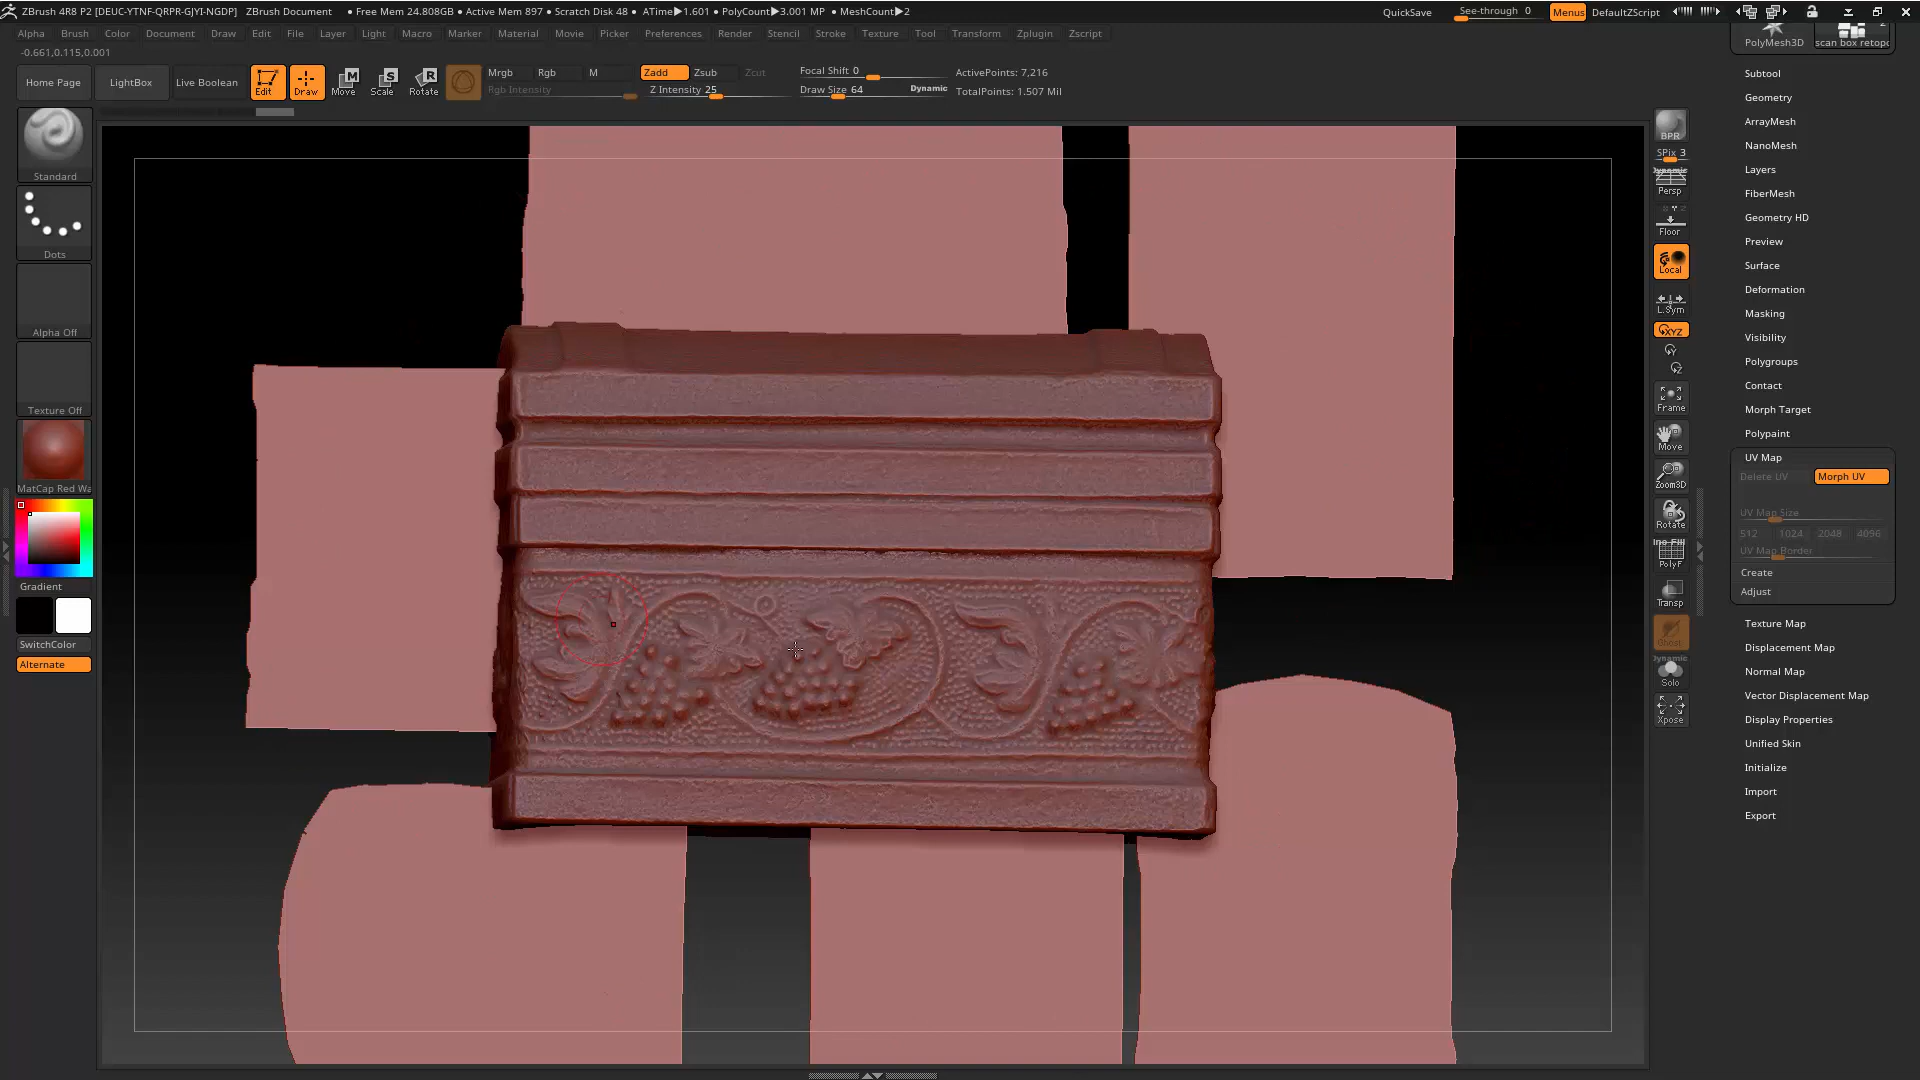 ZBrush 4R8 P2 [DEUC-YTNF-QRPR-GJYI-NGDP] ZBrush Document • Free Mem 24.808GB • Active Mem 897 • Scratch Disk 48 • ATime▶1.601 • PolyCount▶3.001 MP • MeshCount▶2 QuickSave See-through 0 Menus DefaultZScript
Alpha Brush Color Document Draw Edit File Layer Light Macro Marker Material Movie Picker Preferences Render Stencil Stroke Texture Tool Transform Zplugin Zscript
-0.661,0.115,0.001
Home Page LightBox Live Boolean Edit Draw Move Scale Rotate
M S R
Mrgb Rgb M Zadd Zsub Zcut
Rgb Intensity Z Intensity 25
Focal Shift 0 ActivePoints: 7,216
Draw Size 64 Dynamic TotalPoints: 1.507 Mil
Standard
Dots
Alpha Off
Texture Off
MatCap Red Wa
Gradient
SwitchColor
Alternate
BPR
SPix 3
Dynamic
Persp
Floor
Local
L.Sym
XYZ
Y
Z
Frame
Move
Zoom3D
Rotate
Line Fill
PolyF
Transp
Ghost
Dynamic
Solo
Xpose
2
PolyMesh3D scan box retopo
Subtool
Geometry
ArrayMesh
NanoMesh
Layers
FiberMesh
Geometry HD
Preview
Surface
Deformation
Masking
Visibility
Polygroups
Contact
Morph Target
Polypaint
UV Map
Delete UV Morph UV
UV Map Size
512 1024 2048 4096
UV Map Border
Create
Adjust
Texture Map
Displacement Map
Normal Map
Vector Displacement Map
Display Properties
Unified Skin
Initialize
Import
Export